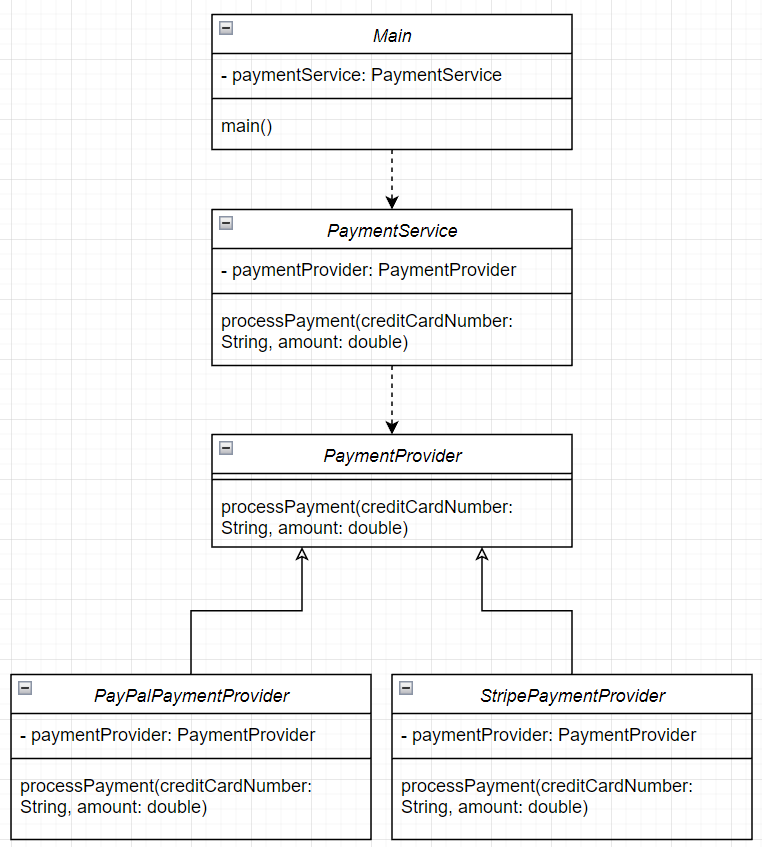 Main
- paymentService: PaymentService
main()
PaymentService
- paymentProvider: PaymentProvider
processPayment(creditCardNumber:
String, amount: double)
PaymentProvider
processPayment(creditCardNumber:
String, amount: double)
PayPalPaymentProvider
- paymentProvider: PaymentProvider
processPayment(creditCardNumber:
String, amount: double)
StripePaymentProvider
- paymentProvider: PaymentProvider
processPayment(creditCardNumber:
String, amount: double)